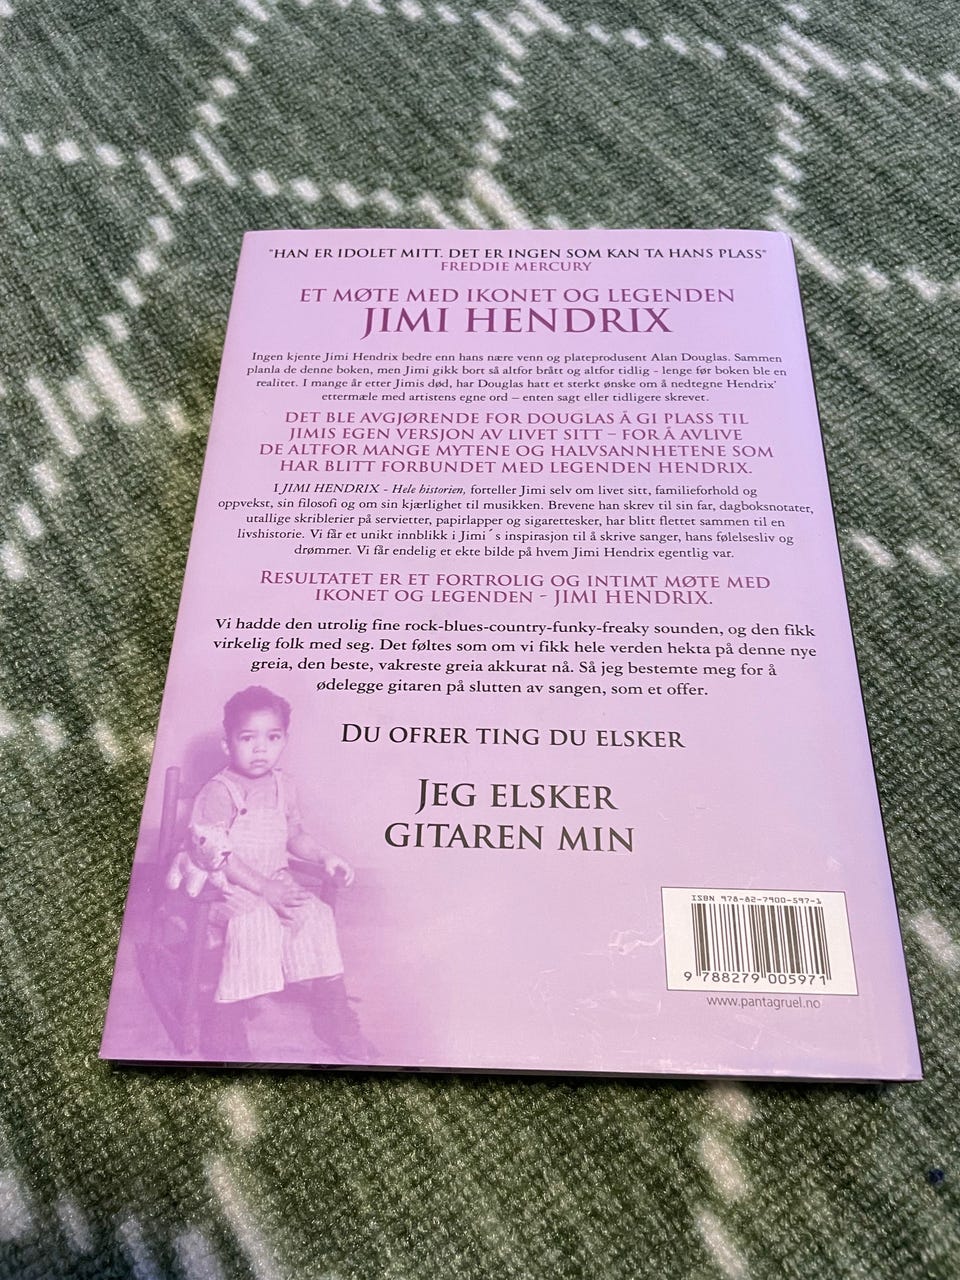 "HAN ER IDOLET MITT. DET ER INGEN SOM KAN TA HANS PLASS"
FREDDIE MERCURY
ET MØTE MED IKONET OG LEGENDEN
JIMI HENDRIX
Ingen kjente Jimi Hendrix bedre enn hans nære venn og plateprodusent Alan Douglas. Sammen
planla de denne boken, men Jimi gikk bort så altfor brått og altfor tidlig - lenge før boken ble en
realitet. I mange år etter Jimis død, har Douglas hatt et sterkt ønske om å nedtegne Hendrix'
ettermæle med artistens egne ord – enten sagt eller tidligere skrevet.
DET BLE AVGJØRENDE FOR DOUGLAS Å GI PLASS TIL
JIMIS EGEN VERSJON AV LIVET SITT – FOR Å AVLIVE
DE ALTFOR MANGE MYTENE OG HALVSANNHETENE SOM
HAR BLITT FORBUNDET MED LEGENDEN HENDRIX.
I JIMI HENDRIX - Hele historien, forteller Jimi selv om livet sitt, familieforhold og
oppvekst, sin filosofi og om sin kjærlighet til musikken. Brevene han skrev til sin far, dagboksnotater,
utallige skriblerier på servietter, papirlapper og sigarettesker, har blitt flettet sammen til en
livshistorie. Vi får et unikt innblikk i Jimi´s inspirasjon til å skrive sanger, hans følelsesliv og
drømmer. Vi får endelig et ekte bilde på hvem Jimi Hendrix egentlig var.
RESULTATET ER ET FORTROLIG OG INTIMT MØTE MED
IKONET OG LEGENDEN - JIMI HENDRIX.
Vi hadde den utrolig fine rock-blues-country-funky-freaky sounden, og den fikk
virkelig folk med seg. Det føltes som om vi fikk hele verden hekta på denne nye
greia, den beste, vakreste greia akkurat nå. Så jeg bestemte meg for å
ødelegge gitaren på slutten av sangen, som et offer.
DU OFRER TING DU ELSKER
JEG ELSKER
GITAREN MIN
ISBN 978-82-7900-597-1
9 788279 005971
www.pantagruel.no